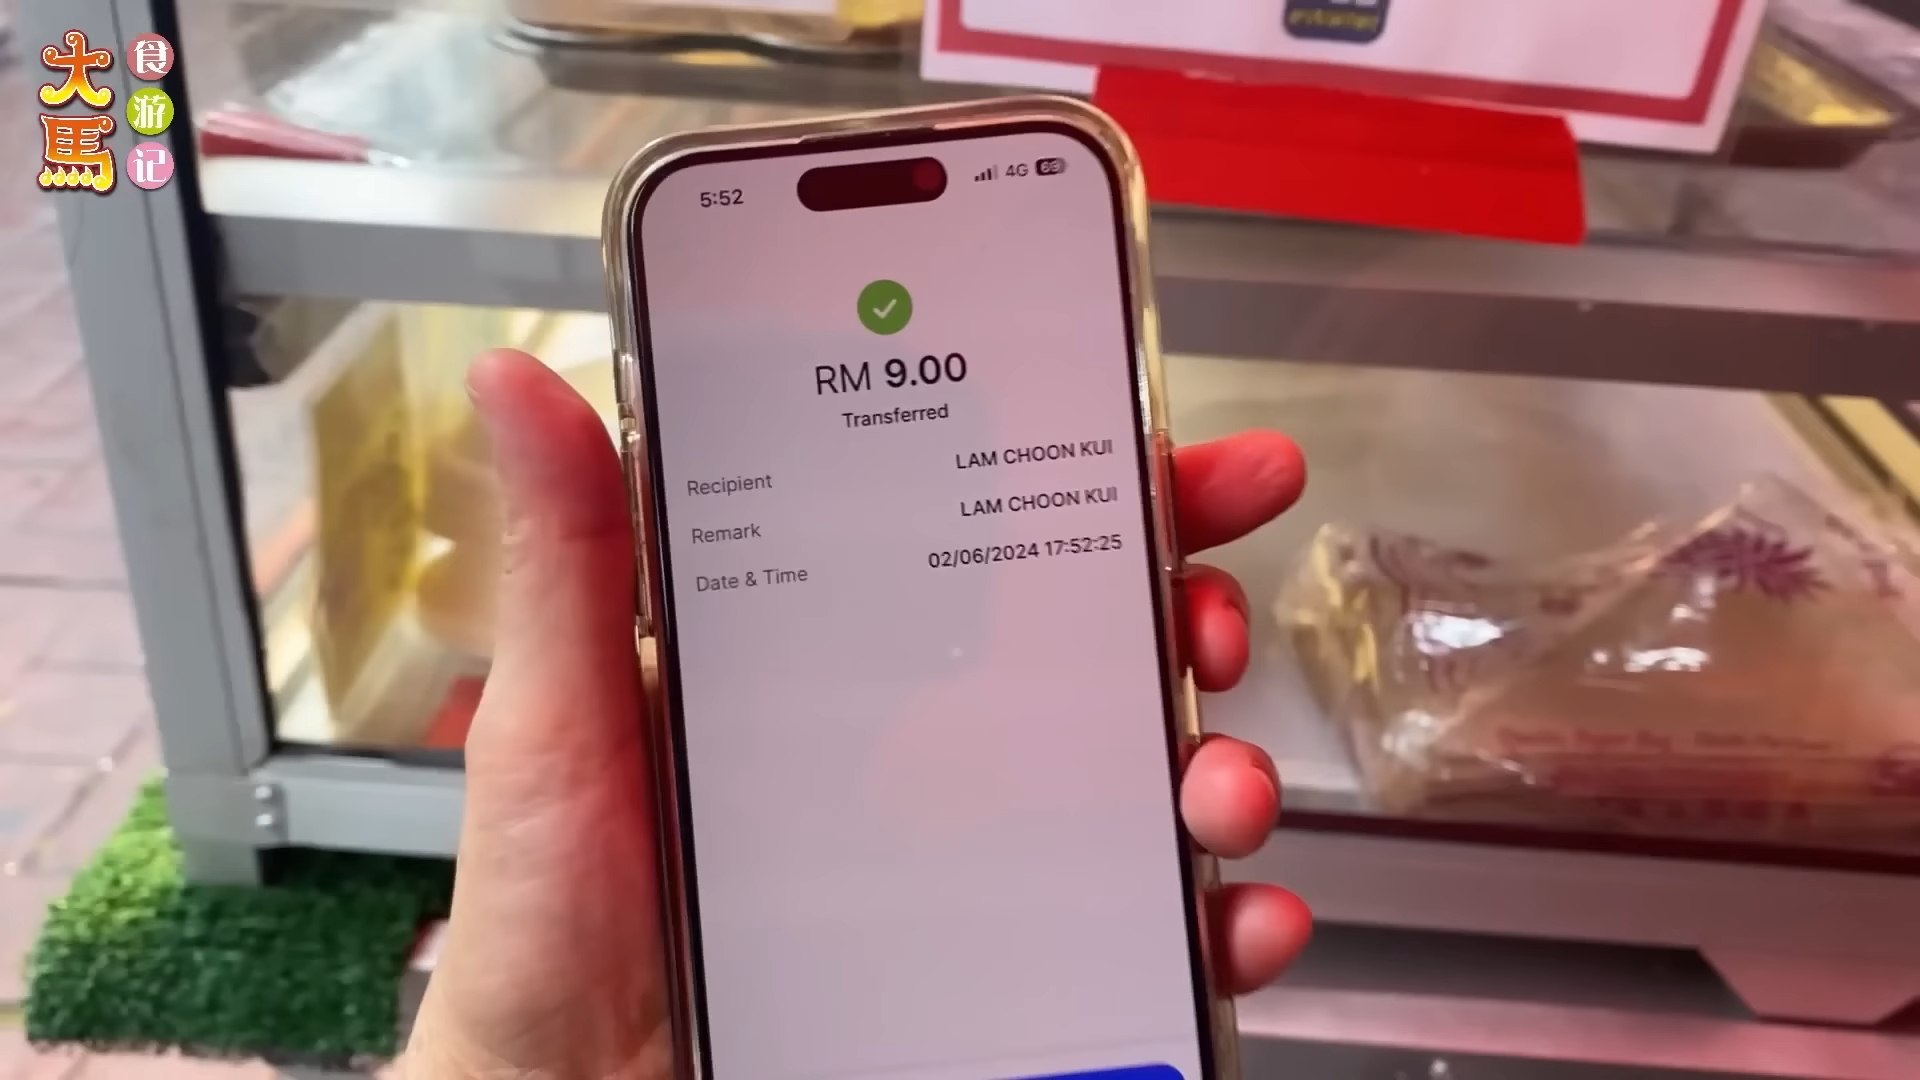 大馬
食游记
5:52
4G 63
RM 9.00
Transferred
Recipient LAM CHOON KUI
Remark LAM CHOON KUI
Date & Time 02/06/2024 17:52:25